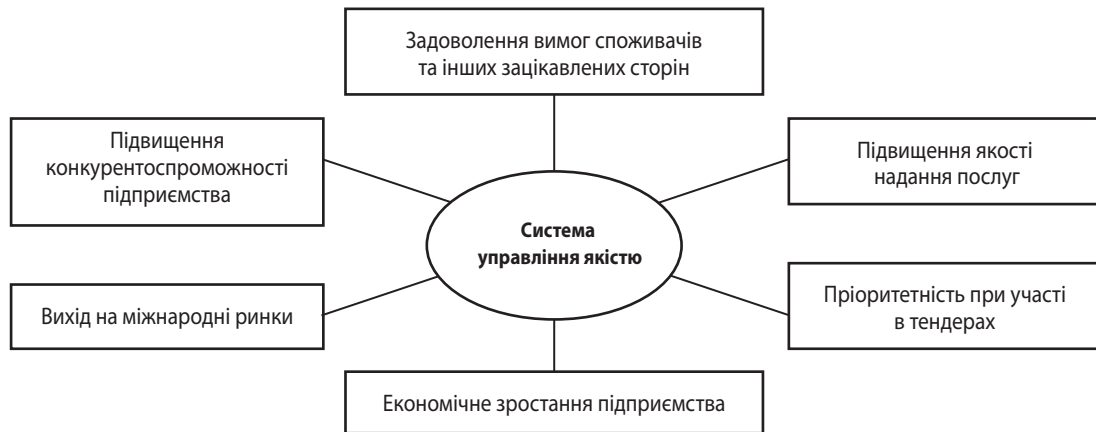 Задоволення вимог споживачів
та інших зацікавлених сторін
Підвищення
конкурентоспроможності
підприємства
Підвищення якості
надання послуг
Система
управління якістю
Вихід на міжнародні ринки
Пріоритетність при участі
в тендерах
Економічне зростання підприємства